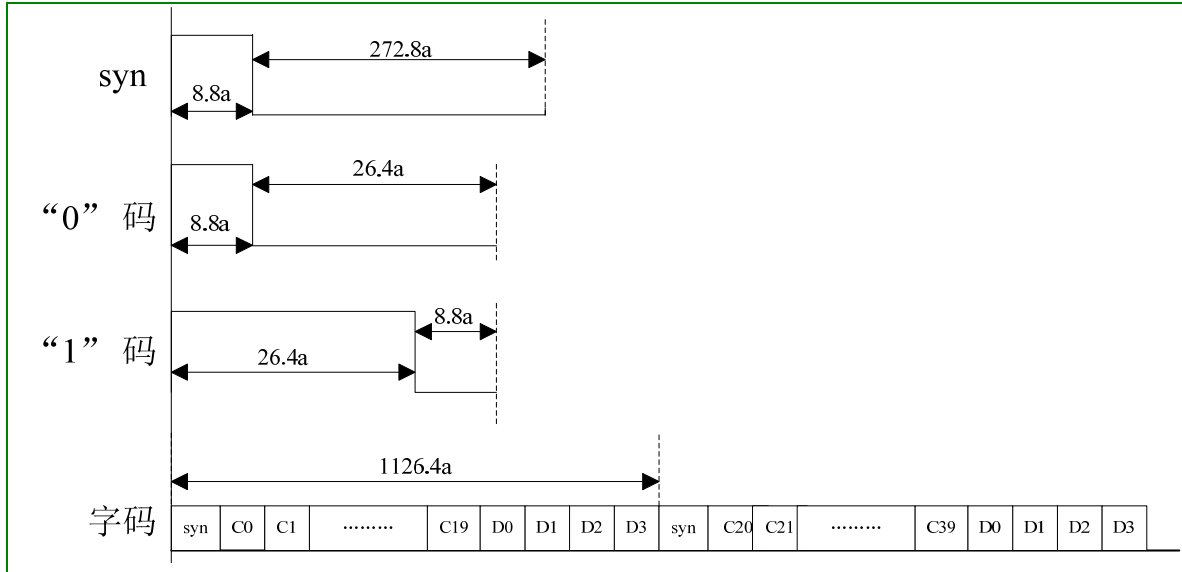 272.8a
syn
8.8a
26.4a
“0” 码
8.8a
8.8a
“1” 码
26.4a
1126.4a
字码 syn C0 C1 ········· C19 D0 D1 D2 D3 syn C20 C21 ········· C39 D0 D1 D2 D3